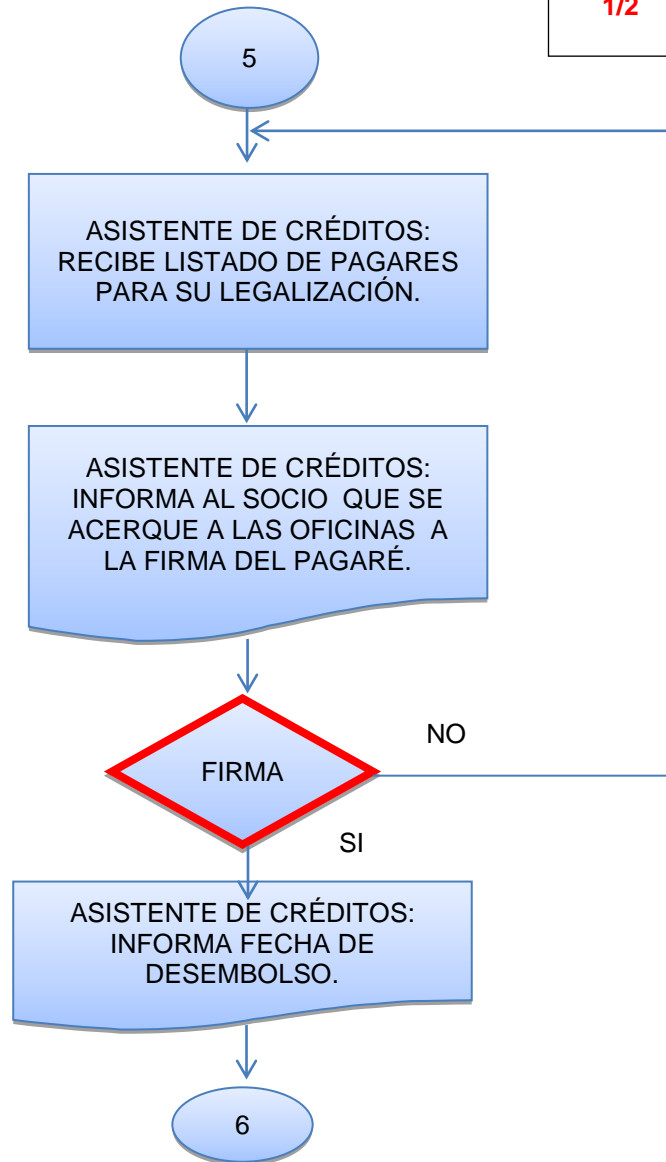 1/2
5
ASISTENTE DE CRÉDITOS:
RECIBE LISTADO DE PAGARES
PARA SU LEGALIZACIÓN.
ASISTENTE DE CRÉDITOS:
INFORMA AL SOCIO QUE SE
ACERQUE A LAS OFICINAS A
LA FIRMA DEL PAGARÉ.
NO
FIRMA
SI
ASISTENTE DE CRÉDITOS:
INFORMA FECHA DE
DESEMBOLSO.
6